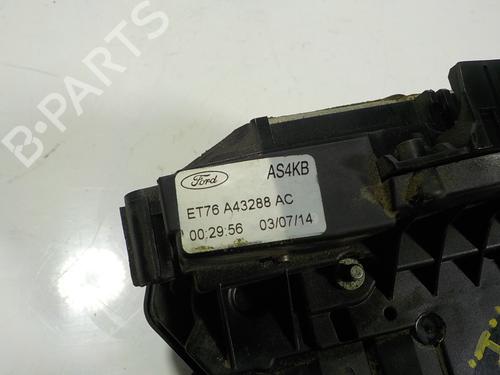 B-PARTS
Ford
AS4KB
ET76 A43288 AC
00:29:56 03/07/14